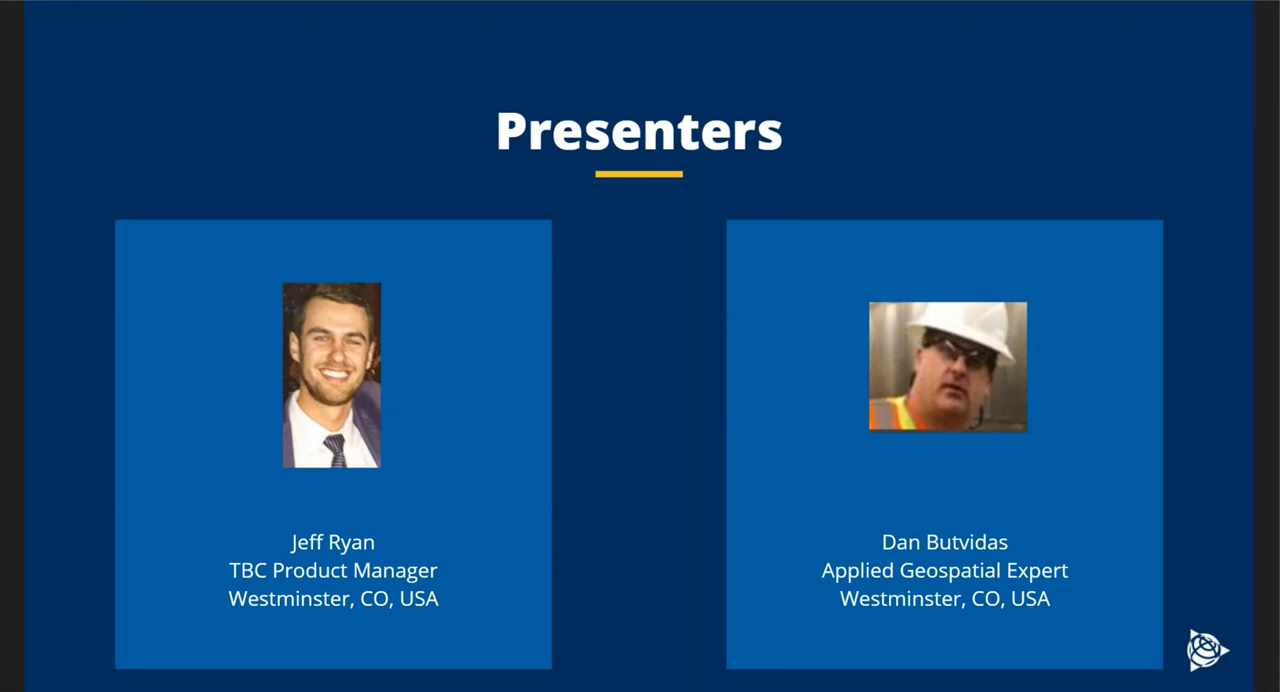 Presenters
Jeff Ryan
TBC Product Manager
Westminster, CO, USA
Dan Butvidas
Applied Geospatial Expert
Westminster, CO, USA